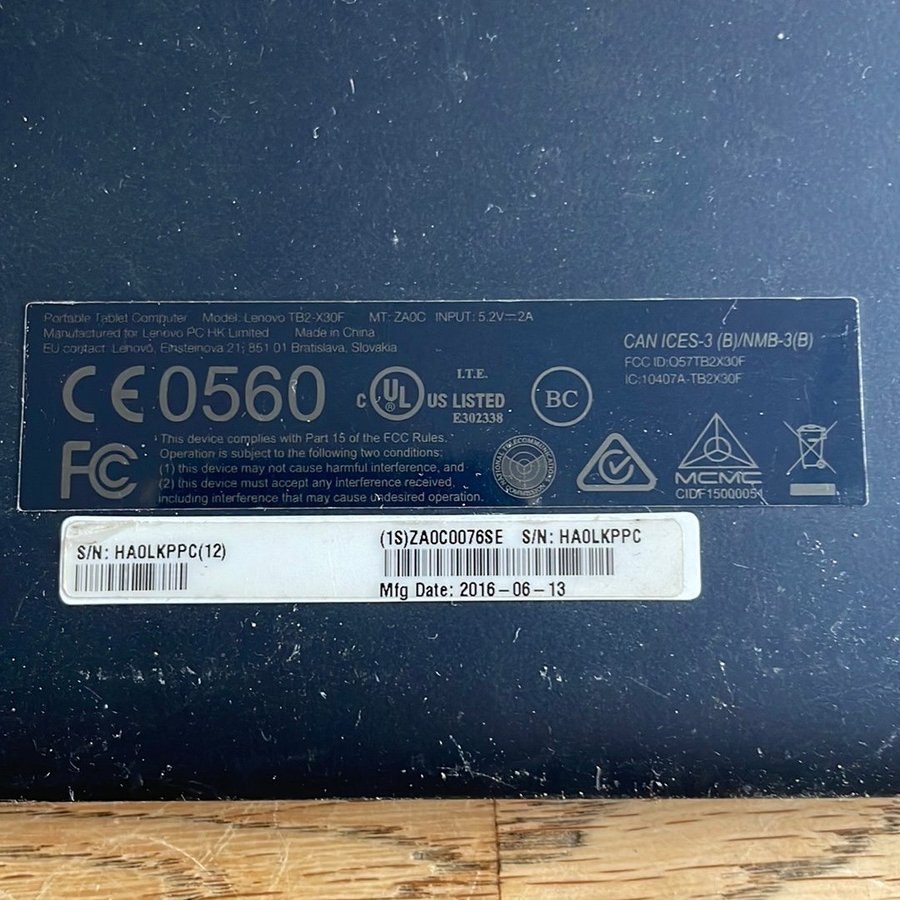 Portable Tablet Computer Model: Lenovo TB2-X30F MT: ZA0C INPUT: 5.2V⎓2A
Manufactured for Lenovo PC HK Limited Made in China
EU contact: Lenovo, Einsteinova 21, 851 01 Bratislava, Slovakia
CAN ICES-3 (B)/NMB-3(B)
FCC ID:O57TB2X30F
IC:10407A-TB2X30F
CE0560
C UL ® US LISTED
I.T.E.
E302338
BC
FC
This device complies with Part 15 of the FCC Rules.
Operation is subject to the following two conditions;
(1) this device may not cause harmful interference, and
(2) this device must accept any interference received,
including interference that may cause undesired operation.
NATIONAL TELECOMMUNICATIONS COMMISSION
MCMC
CIDF15000051
S/N: HA0LKPPC(12)
(1S)ZA0C0076SE S/N: HA0LKPPC
Mfg Date: 2016-06-13